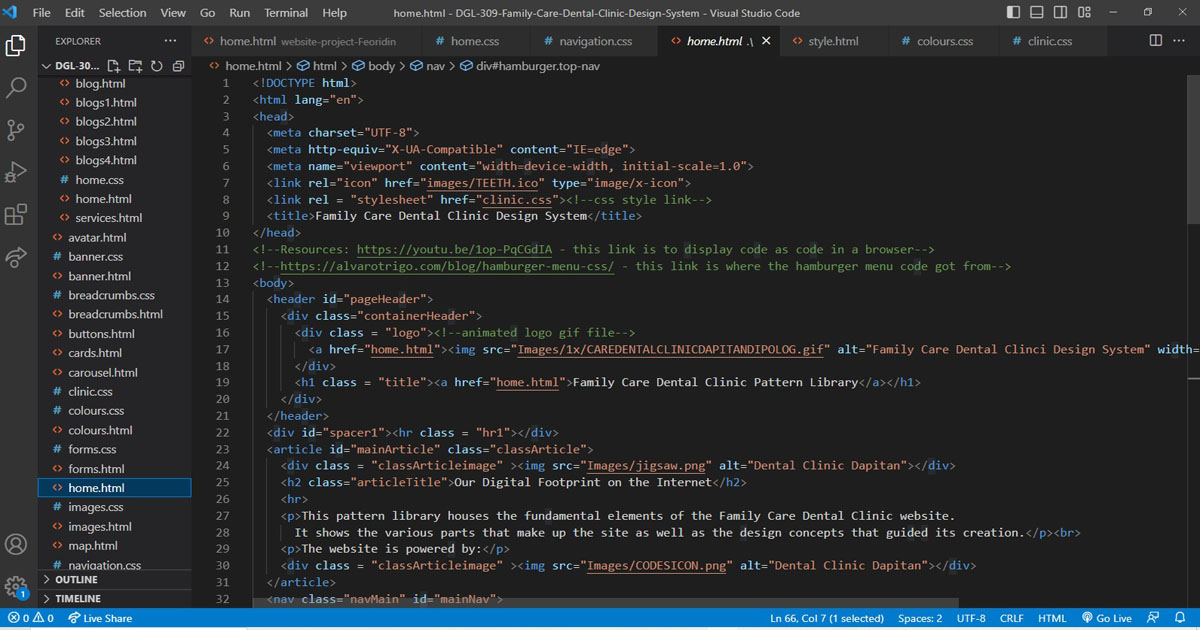 File Edit Selection View Go Run Terminal Help home.html - DGL-309-Family-Care-Dental-Clinic-Design-System - Visual Studio Code
EXPLORER ···
home.html website-project-Feoridin # home.css # navigation.css home.html .\ style.html # colours.css # clinic.css
DGL-30...
home.html > html > body > nav > div#hamburger.top-nav
blog.html
blogs1.html
blogs2.html
blogs3.html
blogs4.html
# home.css
home.html
services.html
avatar.html
# banner.css
banner.html
# breadcrumbs.css
breadcrumbs.html
buttons.html
cards.html
carousel.html
# clinic.css
# colours.css
colours.html
# forms.css
forms.html
home.html
# images.css
images.html
map.html
# navigation.css
OUTLINE
TIMELINE
1 <!DOCTYPE html>
2 <html lang="en">
3 <head>
4 <meta charset="UTF-8">
5 <meta http-equiv="X-UA-Compatible" content="IE=edge">
6 <meta name="viewport" content="width=device-width, initial-scale=1.0">
7 <link rel="icon" href="images/TEETH.ico" type="image/x-icon">
8 <link rel = "stylesheet" href="clinic.css"><!--css style link-->
9 <title>Family Care Dental Clinic Design System</title>
10 </head>
11 <!--Resources: https://youtu.be/1op-PqCGdIA - this link is to display code as code in a browser-->
12 <!--https://alvarotrigo.com/blog/hamburger-menu-css/ - this link is where the hamburger menu code got from-->
13 <body>
14 <header id="pageHeader">
15 <div class="containerHeader">
16 <div class = "logo"><!--animated logo gif file-->
17 <a href="home.html"><img src="Images/1x/CAREDENTALCLINICDAPITANDIPOLOG.gif" alt="Family Care Dental Clinci Design System" width=
18 </div>
19 <h1 class = "title"><a href="home.html">Family Care Dental Clinic Pattern Library</a></h1>
20 </div>
21 </header>
22 <div id="spacer1"><hr class = "hr1"></div>
23 <article id="mainArticle" class="classArticle">
24 <div class = "classArticleimage" ><img src="Images/jigsaw.png" alt="Dental Clinic Dapitan"></div>
25 <h2 class="articleTitle">Our Digital Footprint on the Internet</h2>
26 <hr>
27 <p>This pattern library houses the fundamental elements of the Family Care Dental Clinic website.
28 It shows the various parts that make up the site as well as the design concepts that guided its creation.</p><br>
29 <p>The website is powered by:</p>
30 <div class = "classArticleimage" ><img src="Images/CODESICON.png" alt="Dental Clinic Dapitan"></div>
31 </article>
32 <nav class="navMain" id="mainNav">
1
0 0 Live Share Ln 66, Col 7 (1 selected) Spaces: 2 UTF-8 CRLF HTML Go Live